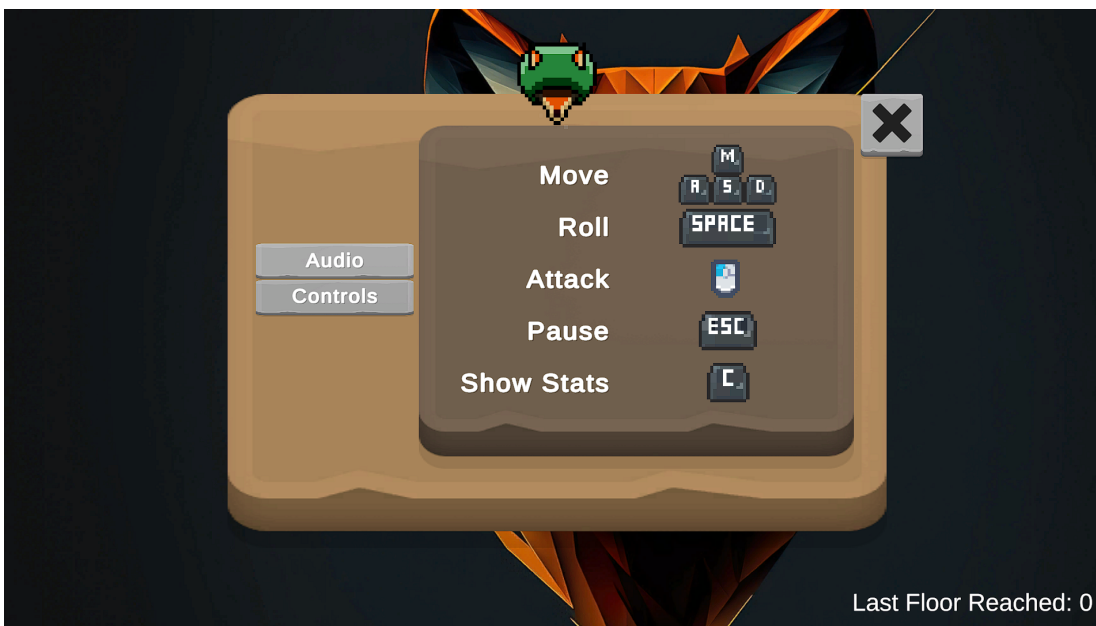 Move
M
A S D
Roll
SPACE
Audio
Attack
Controls
Pause
ESC
Show Stats
C
Last Floor Reached: 0